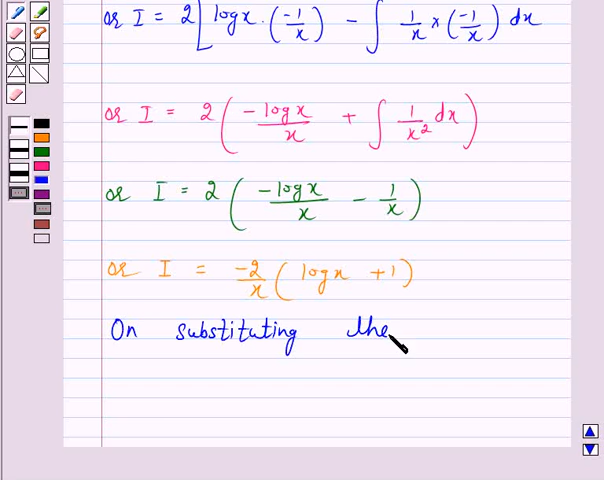 or I = 2[ log x · (-1/x) - ∫ 1/x × (-1/x) dx
or I = 2( -log x/x + ∫ 1/x² dx )
or I = 2( -log x/x - 1/x )
or I = -2/x ( log x + 1 )
On substituting the